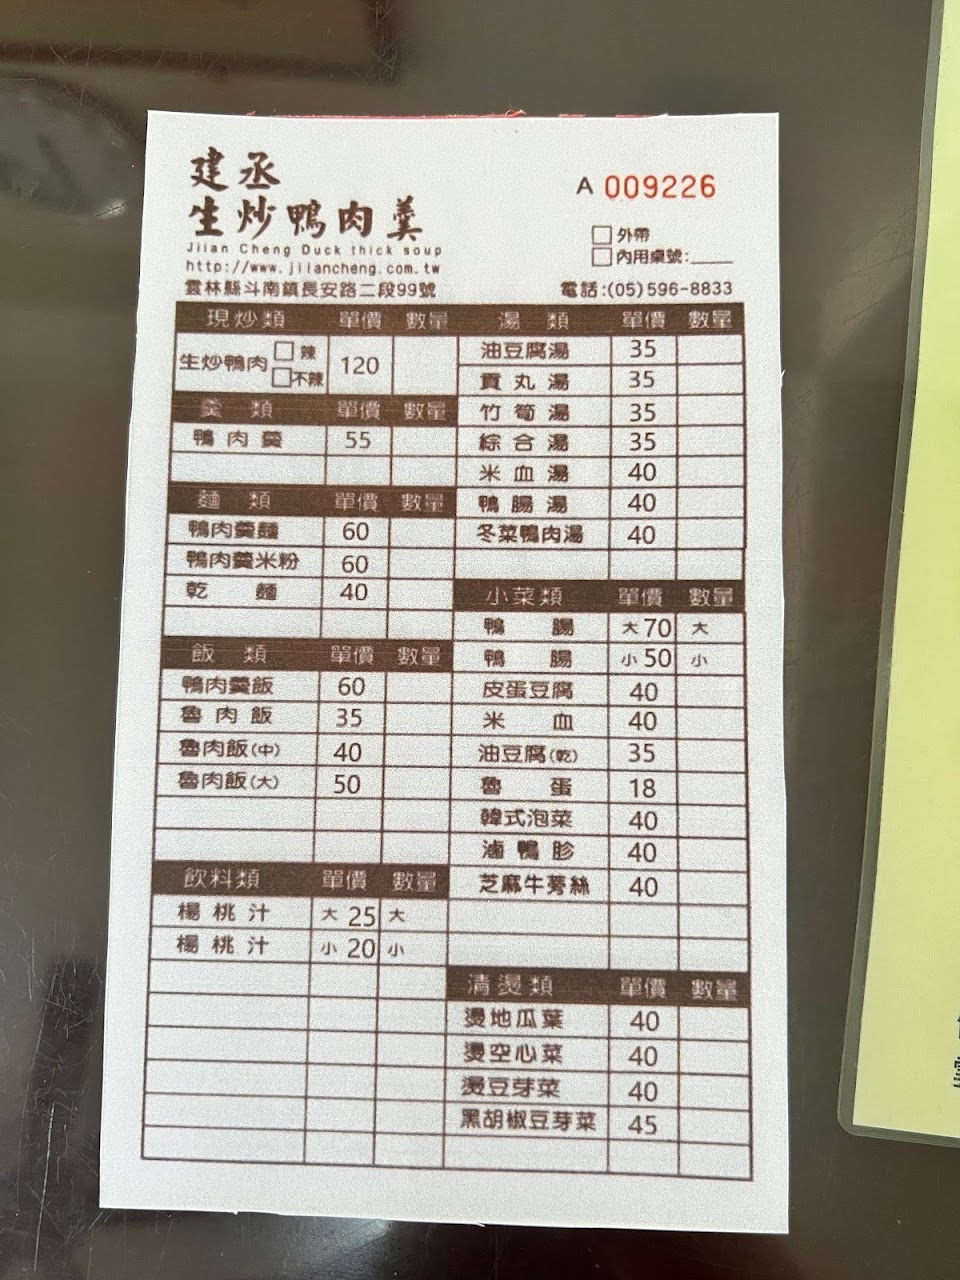 建丞
生炒鴨肉羹
Jiian Cheng Duck thick soup
http://www.jiiancheng.com.tw
雲林縣斗南鎮長安路二段99號
A 009226
外帶
內用桌號:_____
電話:(05)596-8833
現炒類 單價 數量
生炒鴨肉 辣 不辣 120
羹類 單價 數量
鴨肉羹 55
麵類 單價 數量
鴨肉羹麵 60
鴨肉羹米粉 60
乾麵 40
飯類 單價 數量
鴨肉羹飯 60
魯肉飯 35
魯肉飯(中) 40
魯肉飯(大) 50
飲料類 單價 數量
楊桃汁 大 25 大
楊桃汁 小 20 小
湯類 單價 數量
油豆腐湯 35
貢丸湯 35
竹筍湯 35
綜合湯 35
米血湯 40
鴨腸湯 40
冬菜鴨肉湯 40
小菜類 單價 數量
鴨腸 大 70 大
鴨腸 小 50 小
皮蛋豆腐 40
米血 40
油豆腐(乾) 35
魯蛋 18
韓式泡菜 40
滷鴨胗 40
芝麻牛蒡絲 40
清燙類 單價 數量
燙地瓜葉 40
燙空心菜 40
燙豆芽菜 40
黑胡椒豆芽菜 45